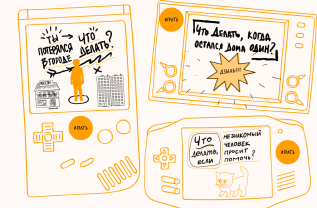 Ты
потерялся
в городе
что
делать?
играть
играть
Что делать, когда
остался дома один?
дзынь!!!
Что
делать,
если
незнакомый
человек
просит
помочь?
играть